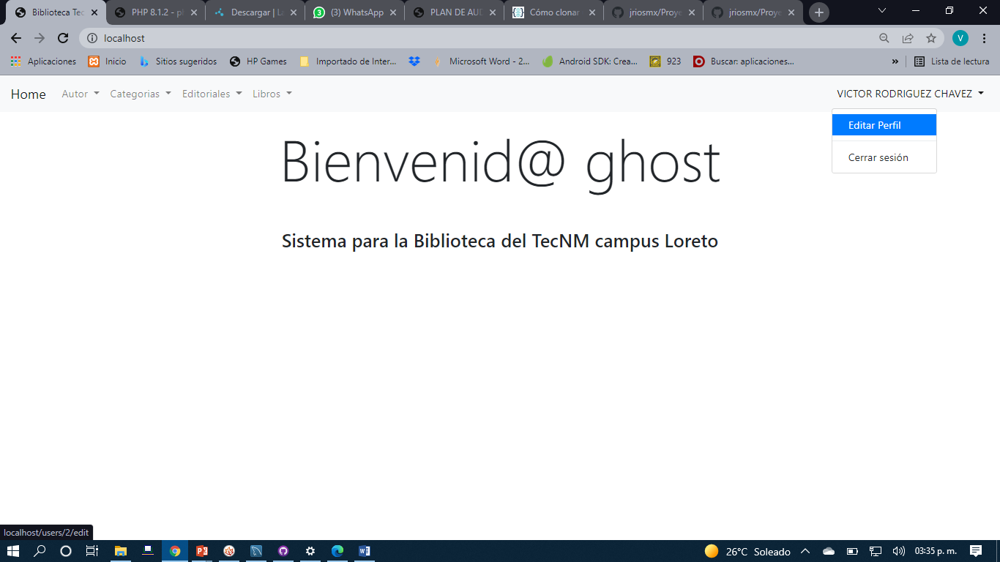 Biblioteca Tec
PHP 8.1.2 - p
Descargar | La
(3) WhatsApp
PLAN DE AUD
Cómo clonar
jriosmx/Proye
jriosmx/Proye
localhost
V
Aplicaciones
Inicio
Sitios sugeridos
HP Games
Importado de Inter...
Microsoft Word - 2...
Android SDK: Crea...
923
Buscar: aplicaciones...
»
Lista de lectura
Home
Autor
Categorias
Editoriales
Libros
VICTOR RODRIGUEZ CHAVEZ
Editar Perfil
Cerrar sesión
Bienvenid@ ghost
Sistema para la Biblioteca del TecNM campus Loreto
localhost/users/2/edit
26°C Soleado
03:35 p. m.